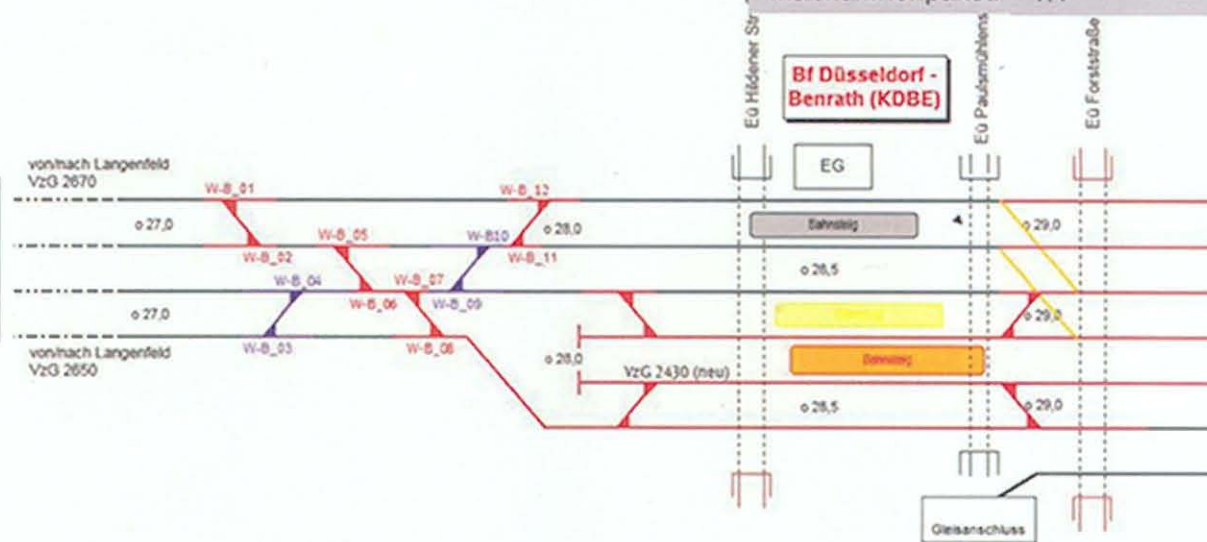 Eü Hildener Str
Eü Paulsmühlens
Eü Forststraße
Bf Düsseldorf -
Benrath (KDBE)
EG
von/nach Langenfeld
VzG 2670
W-B_01
W-B_12
27,0
28,0
Bahnsteig
29,0
W-B_02
W-B_05
W-B10
W-B_11
28,5
W-B_04
W-B_07
W-B_06
W-B_09
27,0
29,0
W-B_03
W-B_08
von/nach Langenfeld
VzG 2650
28,0
VzG 2430 (neu)
Bahnsteig
28,5
29,0
Gleisanschluss